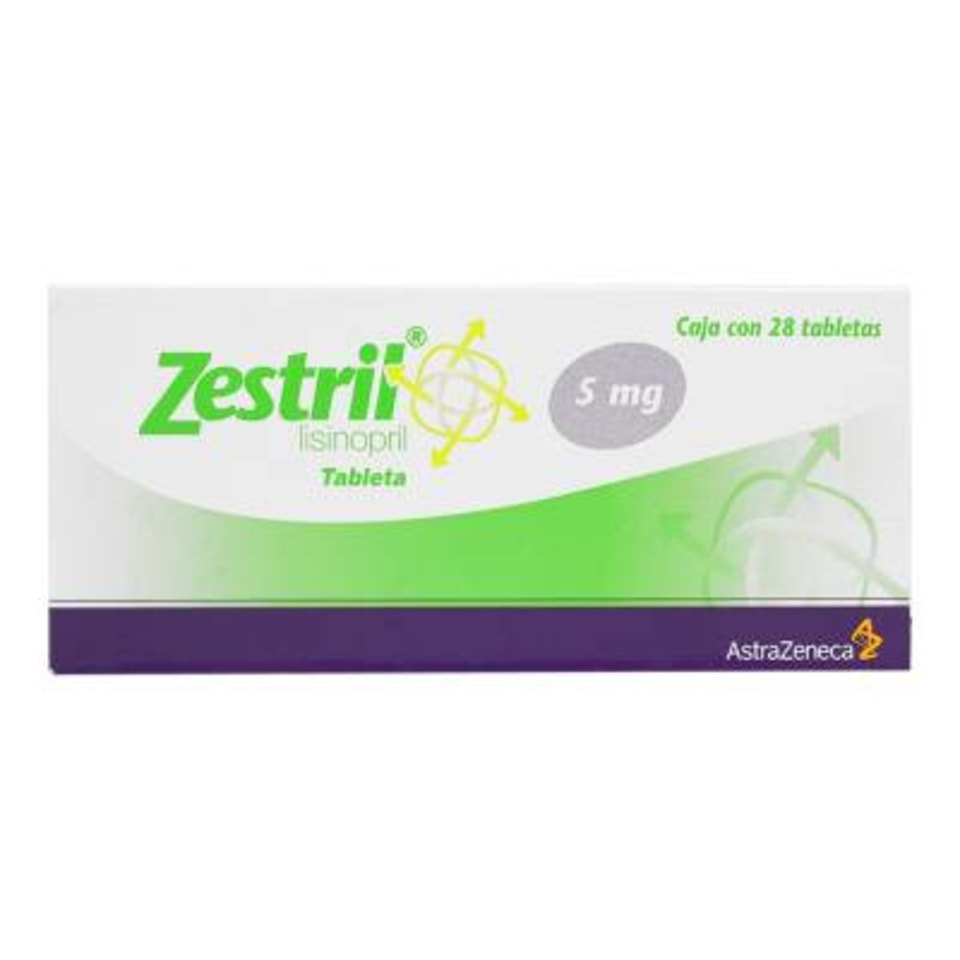 Caja con 28 tabletas
Zestril®
5 mg
lisinopril
Tableta
AstraZeneca